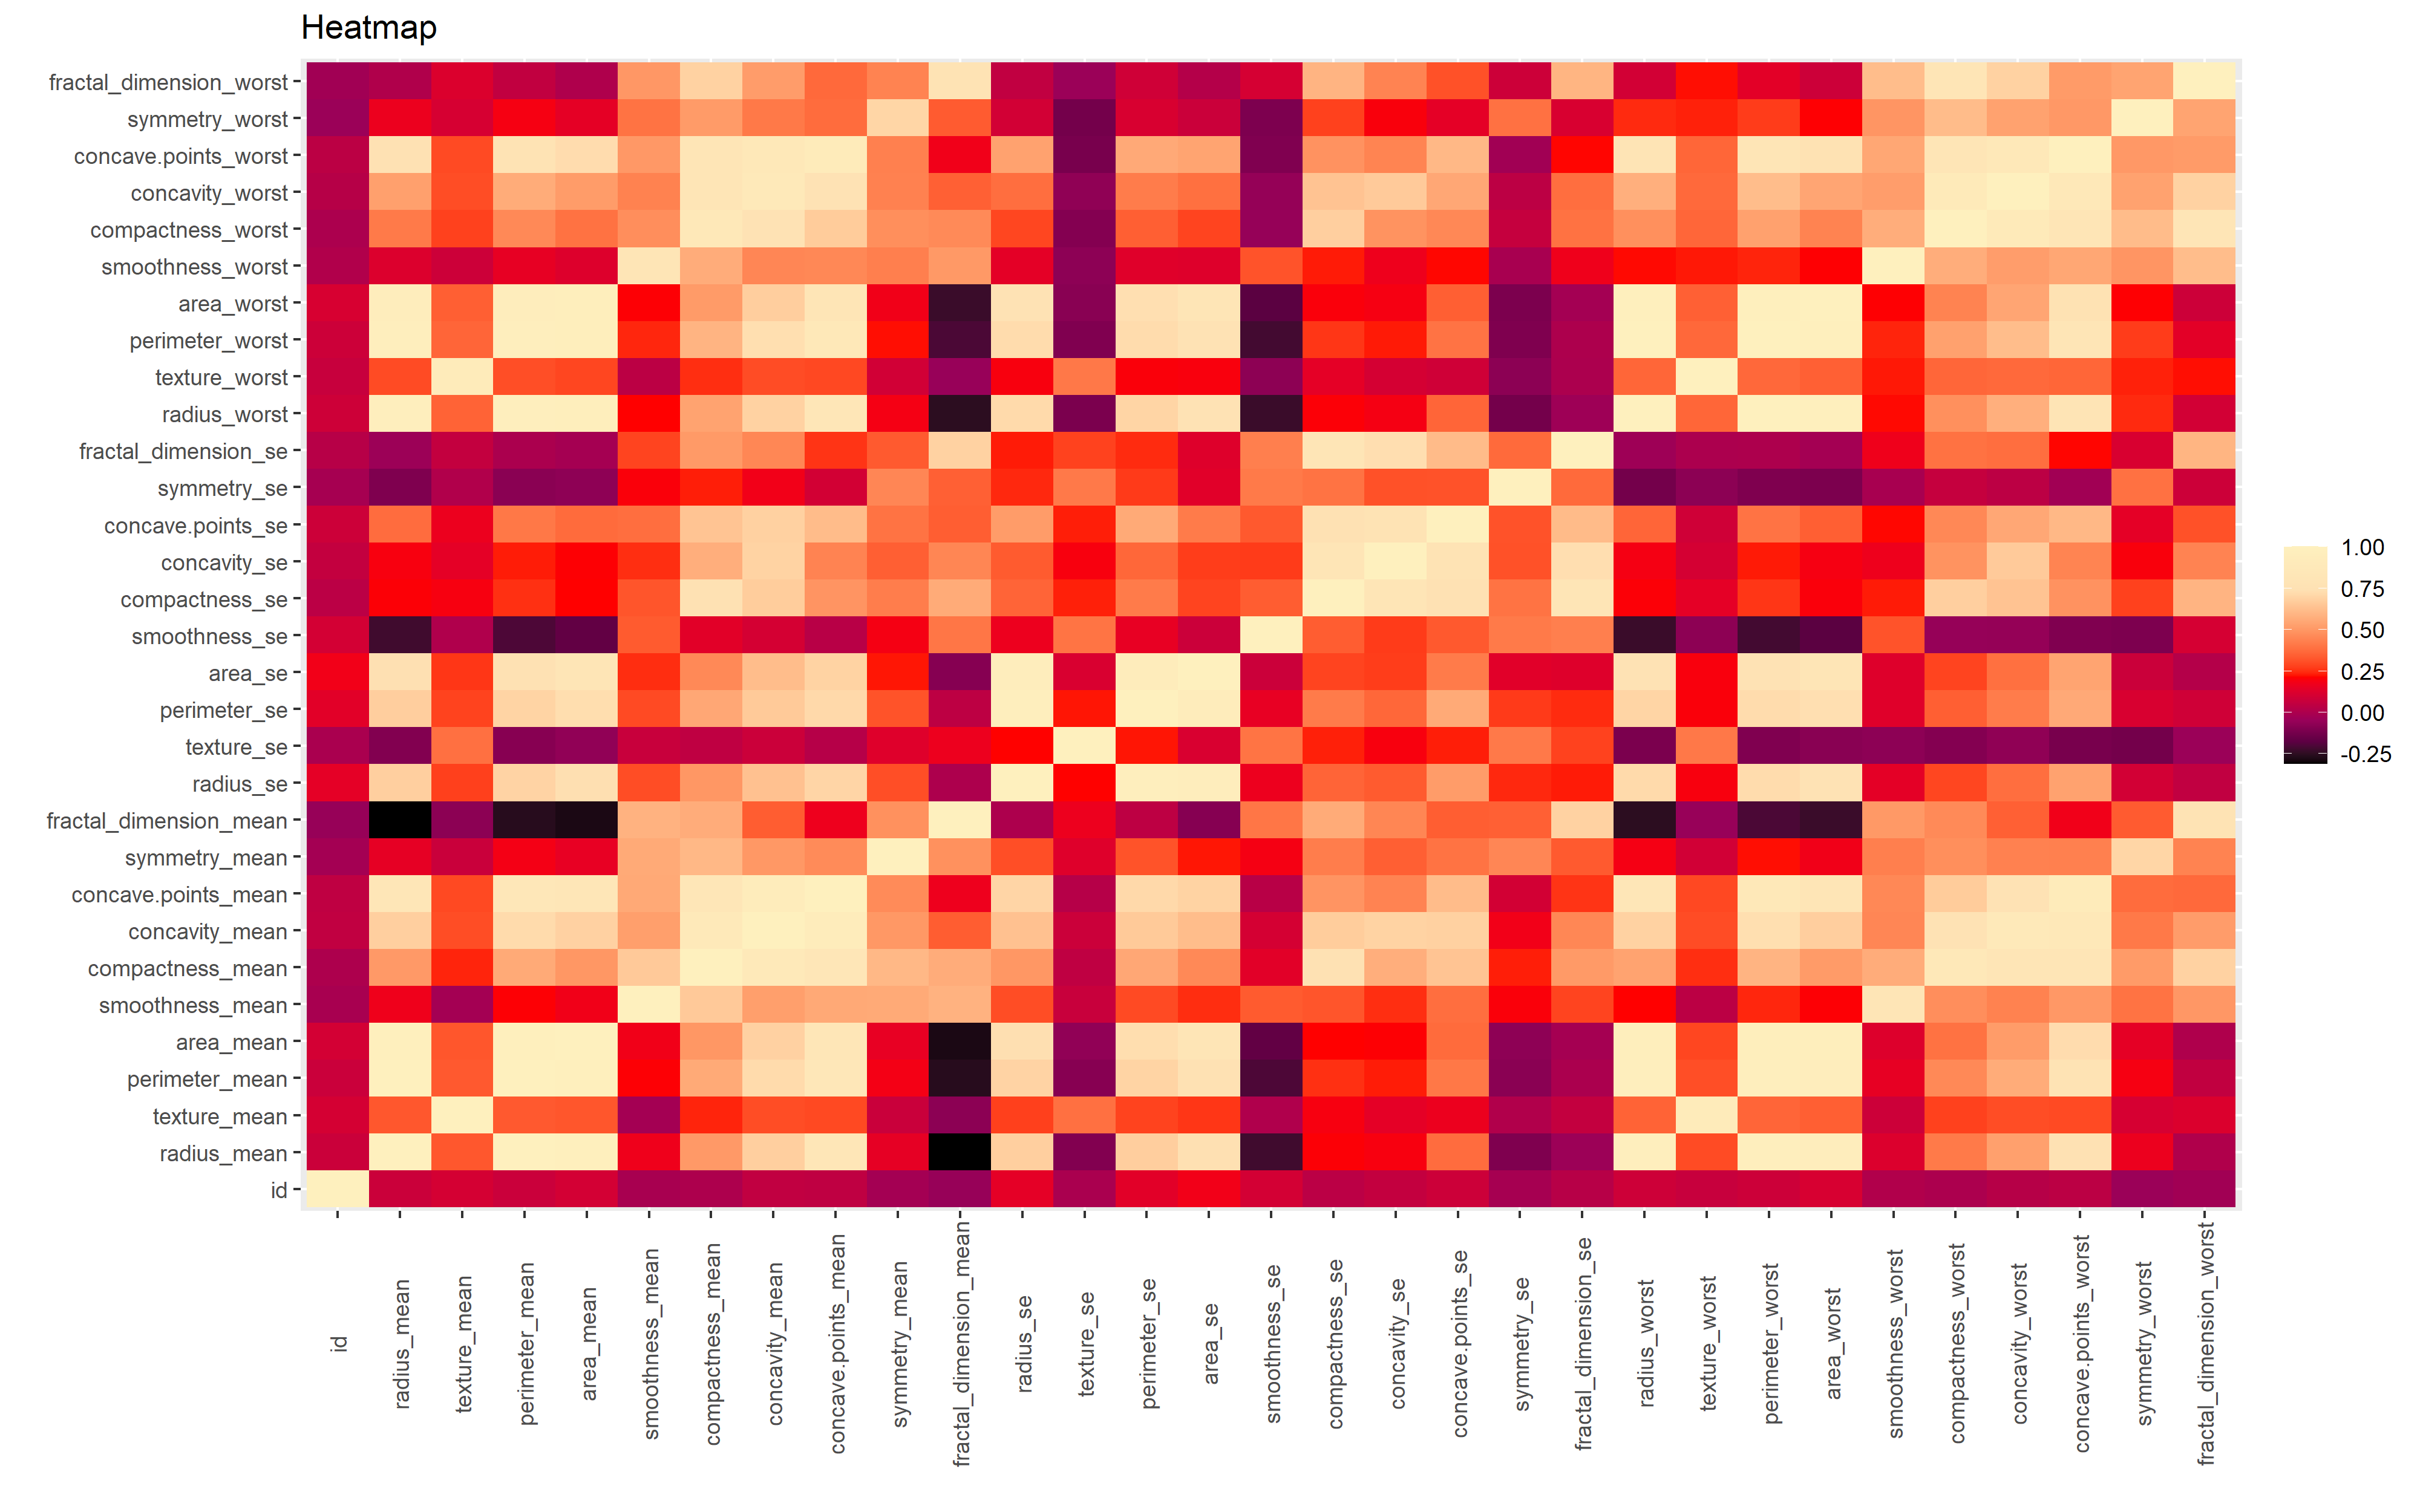 Heatmap
fractal_dimension_worst
symmetry_worst
concave.points_worst
concavity_worst
compactness_worst
smoothness_worst
area_worst
perimeter_worst
texture_worst
radius_worst
fractal_dimension_se
symmetry_se
concave.points_se
concavity_se
compactness_se
smoothness_se
area_se
perimeter_se
texture_se
radius_se
fractal_dimension_mean
symmetry_mean
concave.points_mean
concavity_mean
compactness_mean
smoothness_mean
area_mean
perimeter_mean
texture_mean
radius_mean
id
id
radius_mean
texture_mean
perimeter_mean
area_mean
smoothness_mean
compactness_mean
concavity_mean
concave.points_mean
symmetry_mean
fractal_dimension_mean
radius_se
texture_se
perimeter_se
area_se
smoothness_se
compactness_se
concavity_se
concave.points_se
symmetry_se
fractal_dimension_se
radius_worst
texture_worst
perimeter_worst
area_worst
smoothness_worst
compactness_worst
concavity_worst
concave.points_worst
symmetry_worst
fractal_dimension_worst
1.00
0.75
0.50
0.25
0.00
-0.25